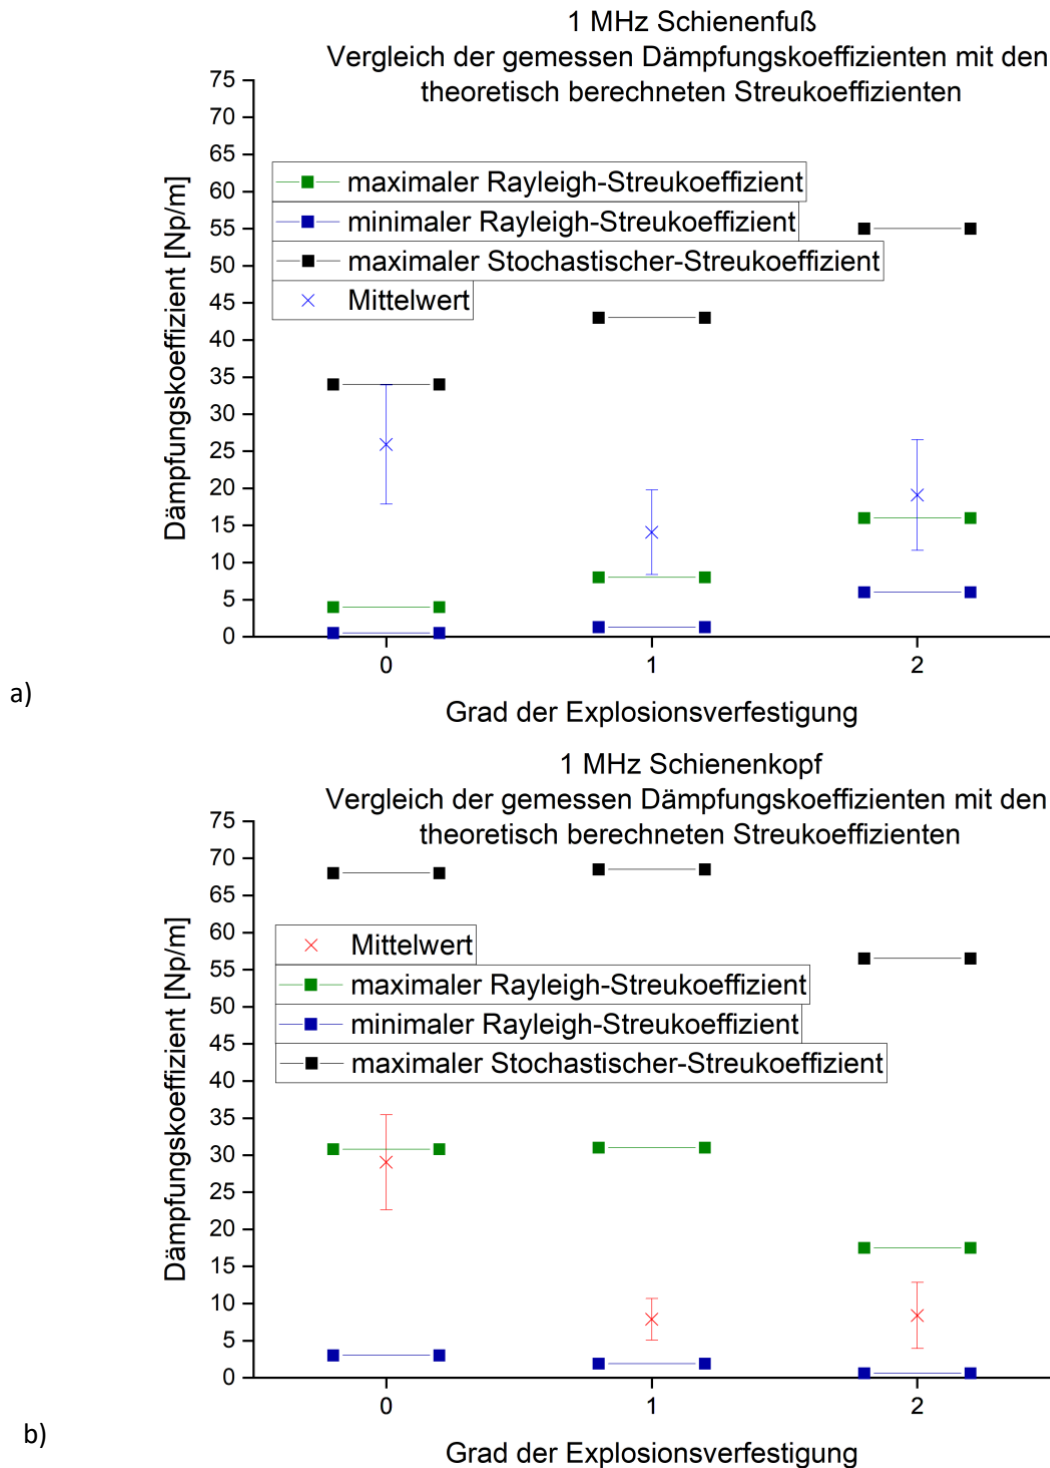 1 MHz Schienenfuß
Vergleich der gemessen Dämpfungskoeffizienten mit den
theoretisch berechneten Streukoeffizienten
75
70
65
60
55
50
45
40
35
30
25
20
15
10
5
0
Dämpfungskoeffizient [Np/m]
maximaler Rayleigh-Streukoeffizient
minimaler Rayleigh-Streukoeffizient
maximaler Stochastischer-Streukoeffizient
Mittelwert
0 1 2
Grad der Explosionsverfestigung
a)
1 MHz Schienenkopf
Vergleich der gemessen Dämpfungskoeffizienten mit den
theoretisch berechneten Streukoeffizienten
75
70
65
60
55
50
45
40
35
30
25
20
15
10
5
0
Dämpfungskoeffizient [Np/m]
Mittelwert
maximaler Rayleigh-Streukoeffizient
minimaler Rayleigh-Streukoeffizient
maximaler Stochastischer-Streukoeffizient
0 1 2
Grad der Explosionsverfestigung
b)